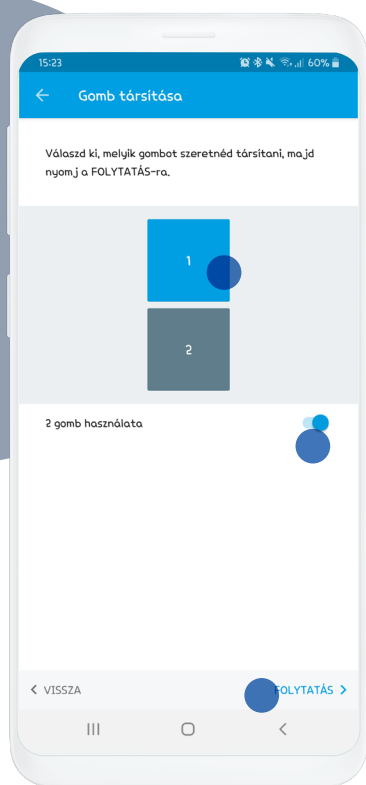 15:23
60%
Gomb társítása
Válaszd ki, melyik gombot szeretnéd társítani, majd
nyomj a FOLYTATÁS-ra.
1
2
2 gomb használata
VISSZA
FOLYTATÁS